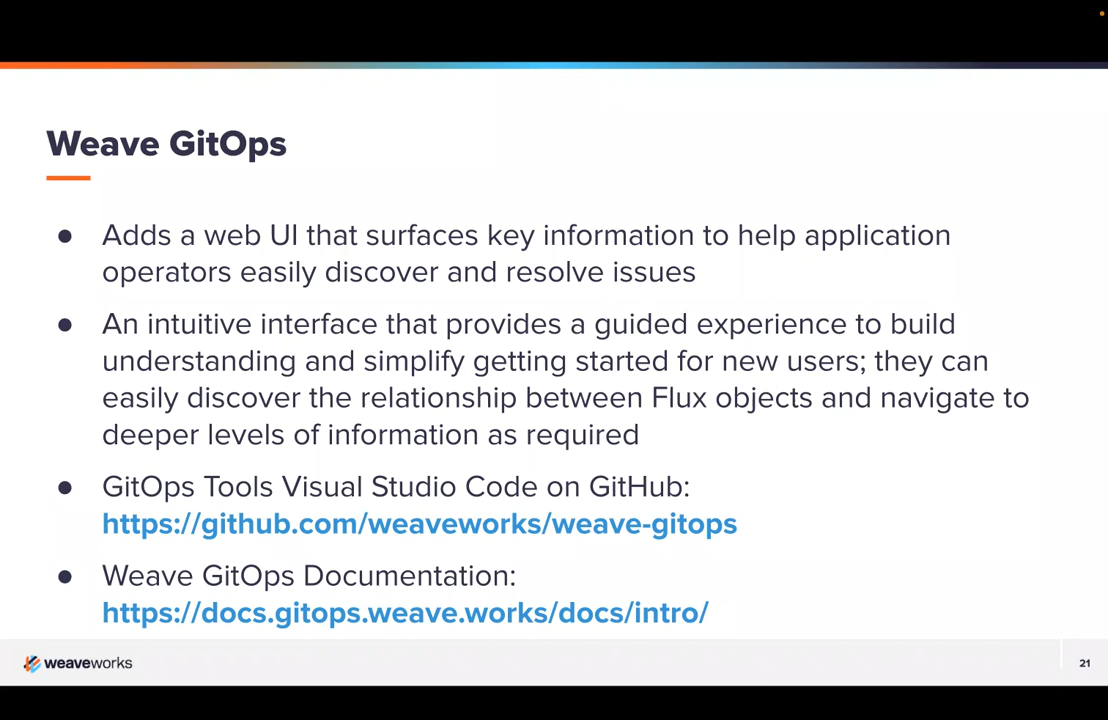 Weave GitOps
● Adds a web UI that surfaces key information to help application
operators easily discover and resolve issues
● An intuitive interface that provides a guided experience to build
understanding and simplify getting started for new users; they can
easily discover the relationship between Flux objects and navigate to
deeper levels of information as required
● GitOps Tools Visual Studio Code on GitHub:
https://github.com/weaveworks/weave-gitops
● Weave GitOps Documentation:
https://docs.gitops.weave.works/docs/intro/
weaveworks
21